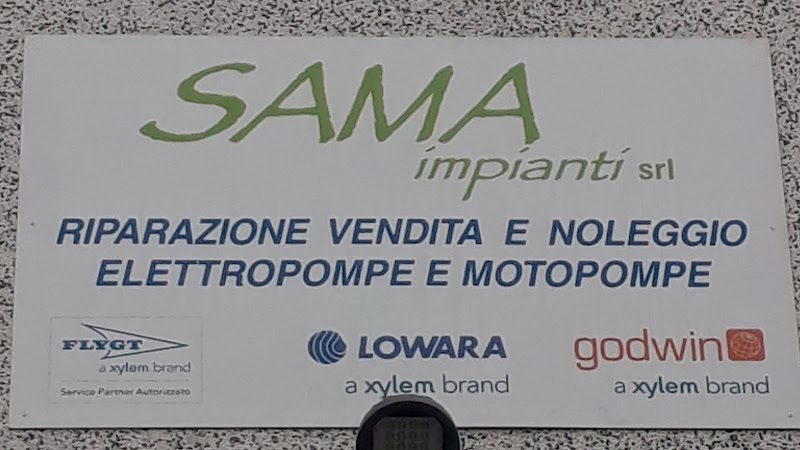 SAMA
impianti srl
RIPARAZIONE VENDITA E NOLEGGIO
ELETTROPOMPE E MOTOPOMPE
FLYGT
a xylem brand
Service Partner Autorizzato
LOWARA
a xylem brand
godwin
a xylem brand